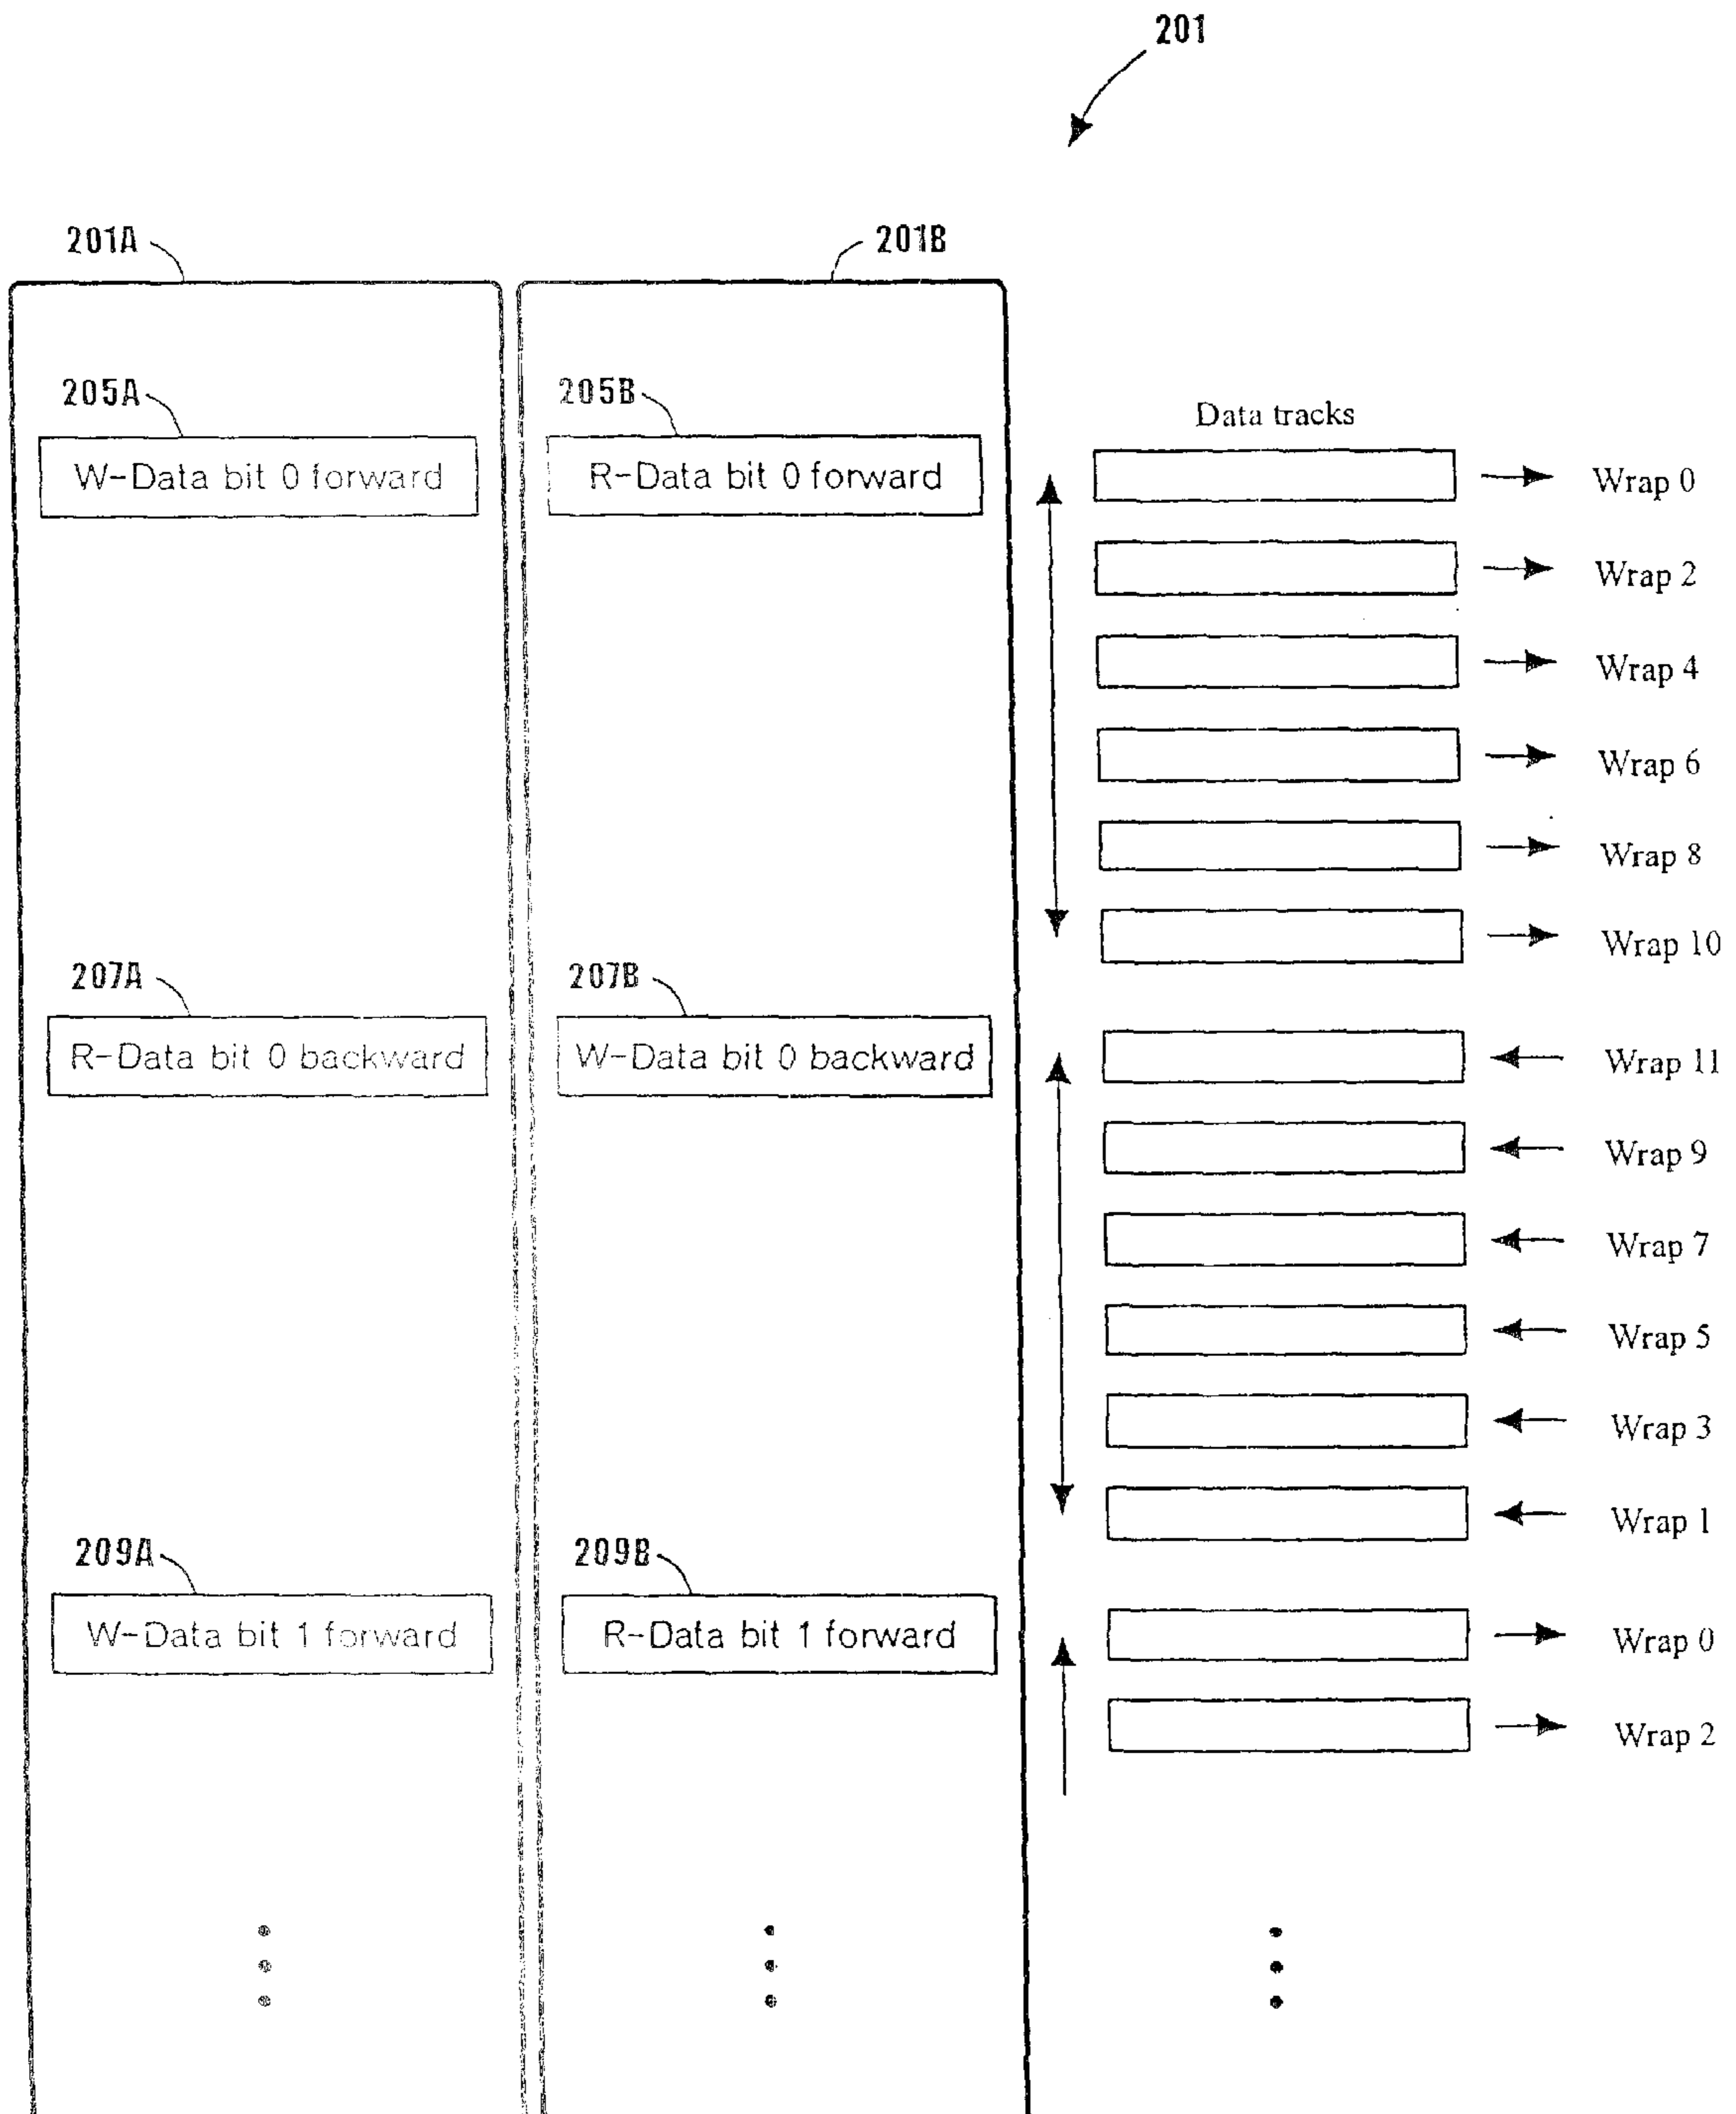 201
201A
201B
205A
205B
Data tracks
W-Data bit 0 forward
R-Data bit 0 forward
Wrap 0
Wrap 2
Wrap 4
Wrap 6
Wrap 8
Wrap 10
207A
207B
R-Data bit 0 backward
W-Data bit 0 backward
Wrap 11
Wrap 9
Wrap 7
Wrap 5
Wrap 3
Wrap 1
209A
209B
W-Data bit 1 forward
R-Data bit 1 forward
Wrap 0
Wrap 2